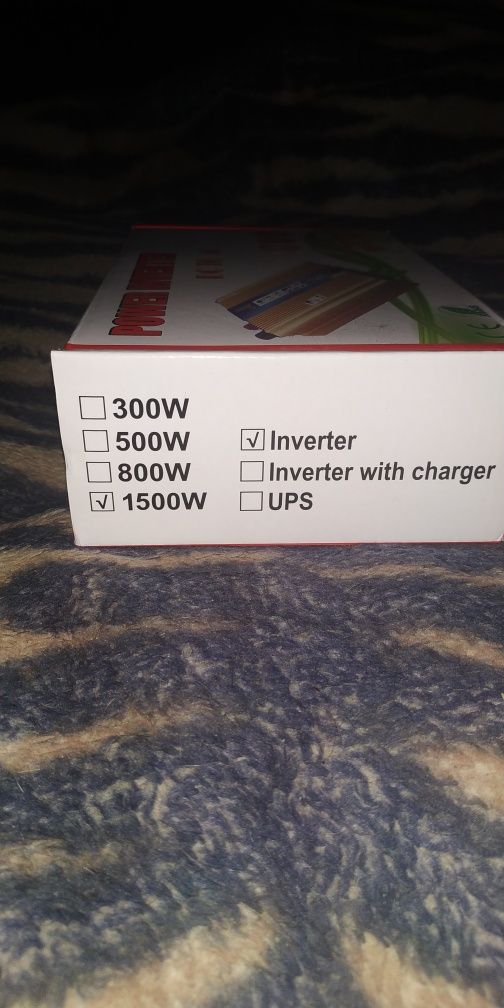 POWER INVERTER
300W
500W
800W
√ 1500W
√ Inverter
Inverter with charger
UPS